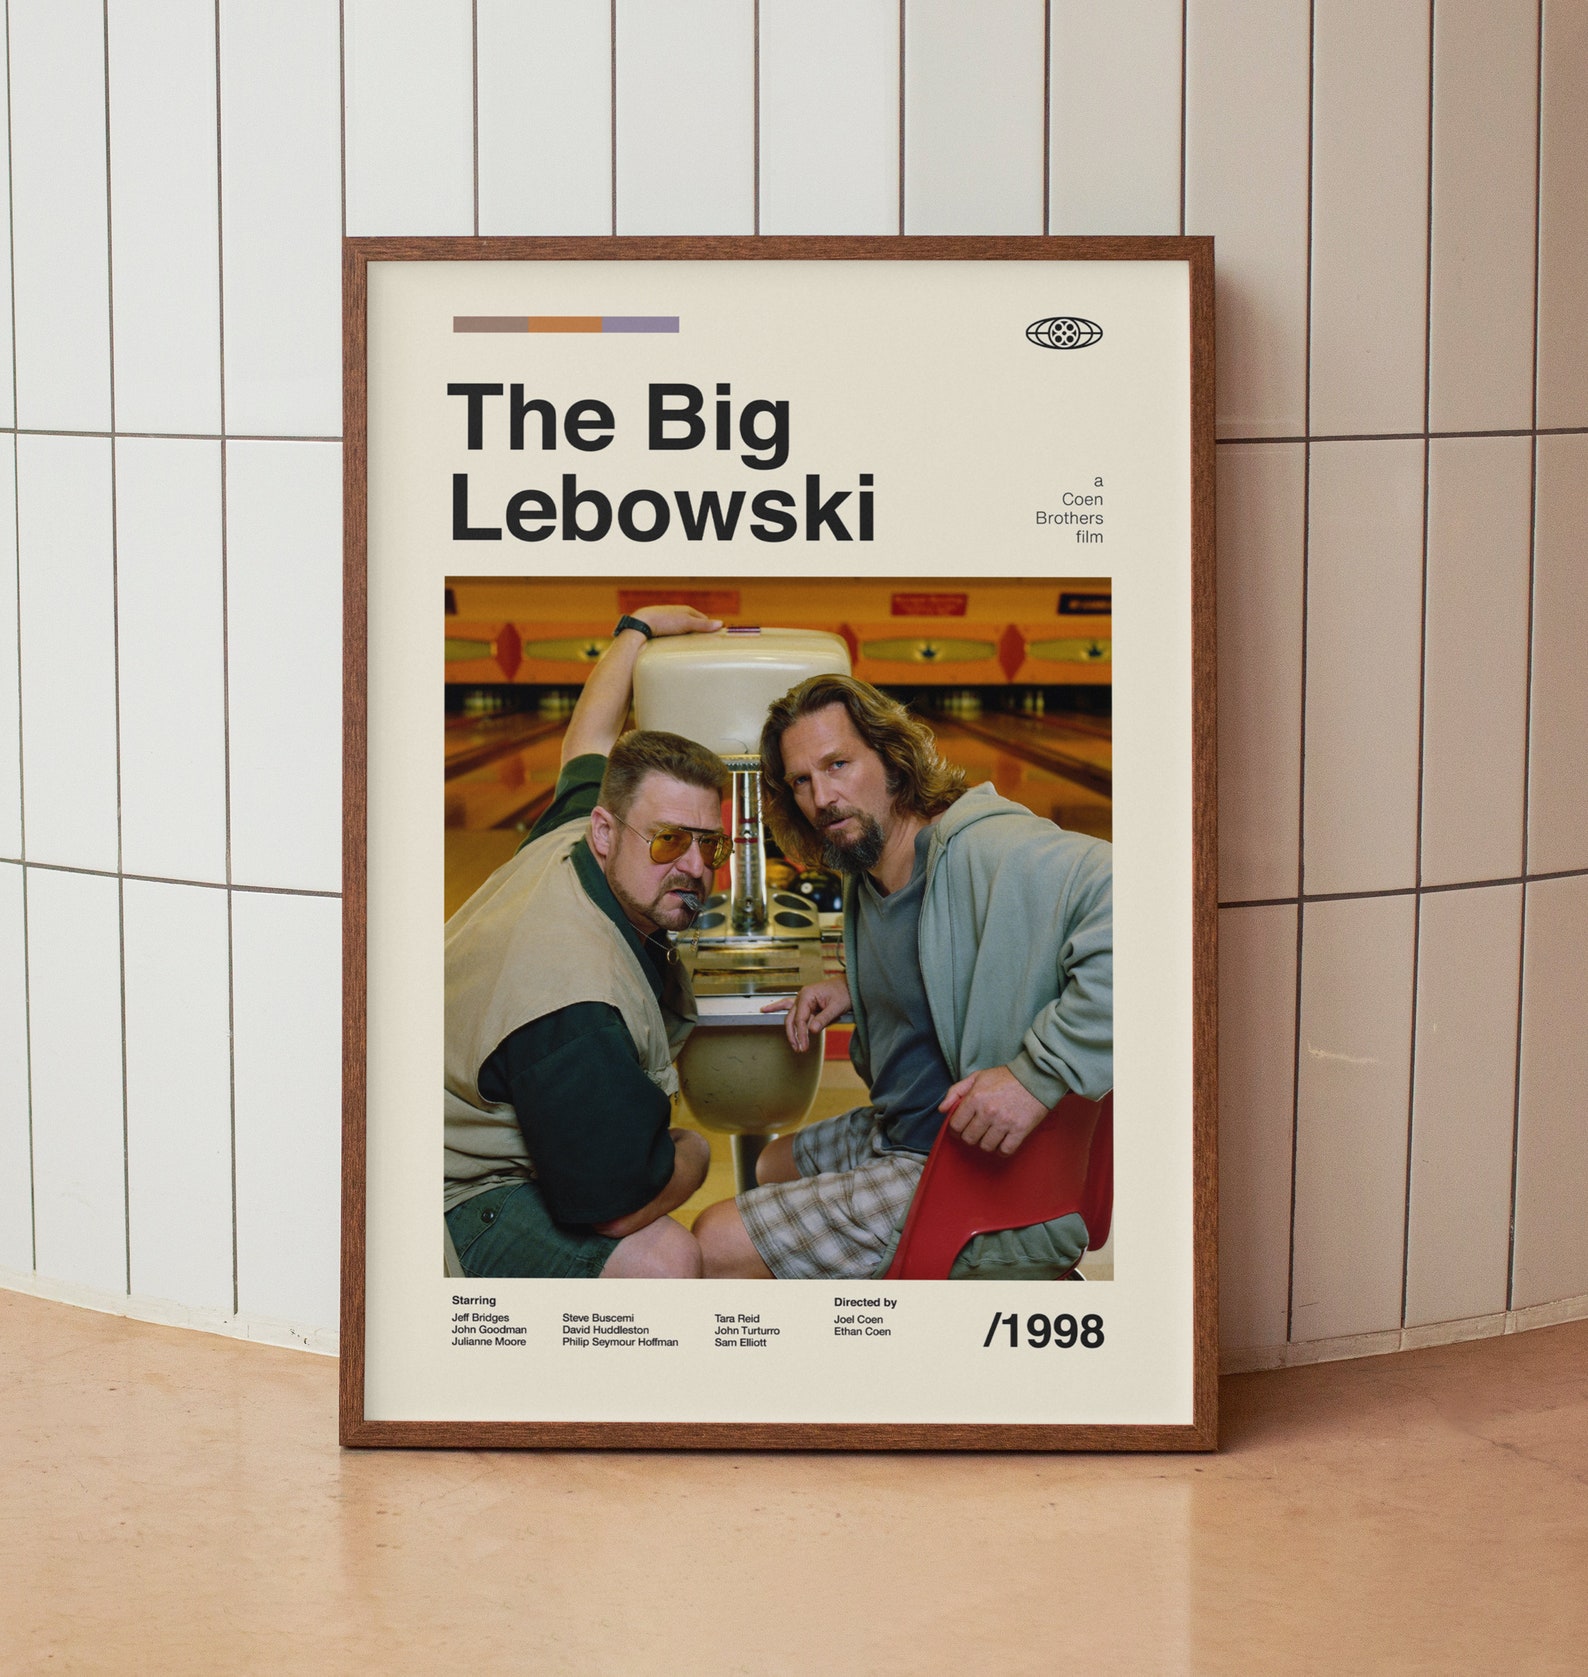 The Big
Lebowski
a
Coen
Brothers
film
Starring
Jeff Bridges
John Goodman
Julianne Moore
Steve Buscemi
David Huddleston
Philip Seymour Hoffman
Tara Reid
John Turturro
Sam Elliott
Directed by
Joel Coen
Ethan Coen
/1998